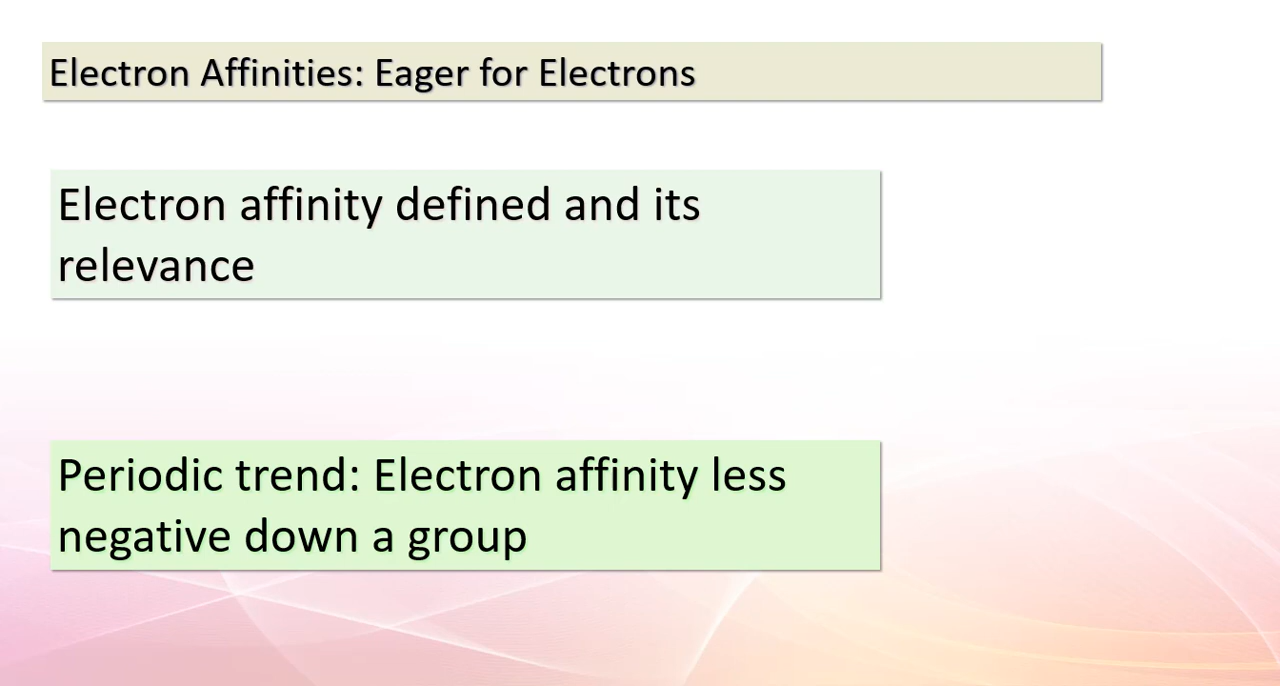 Electron Affinities: Eager for Electrons
Electron affinity defined and its
relevance
Periodic trend: Electron affinity less
negative down a group